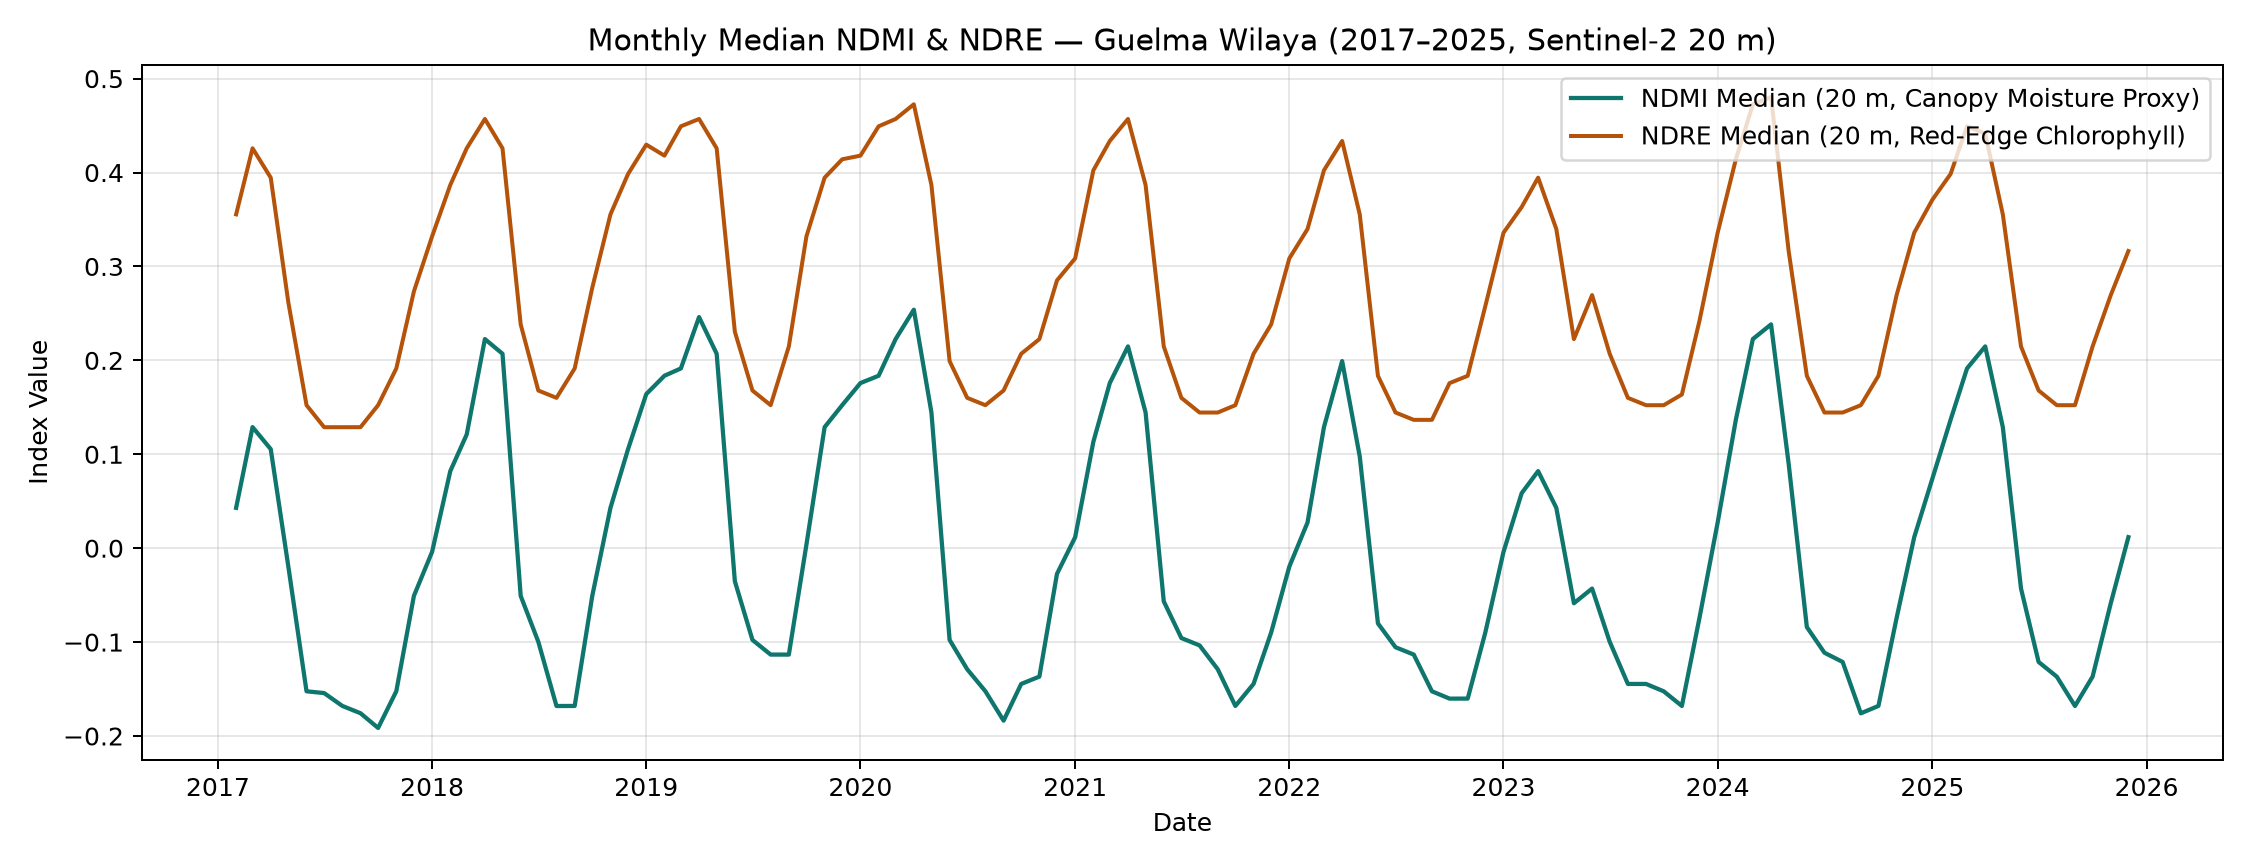 Monthly Median NDMI & NDRE — Guelma Wilaya (2017–2025, Sentinel-2 20 m)
NDMI Median (20 m, Canopy Moisture Proxy)
NDRE Median (20 m, Red-Edge Chlorophyll)
Index Value
0.5
0.4
0.3
0.2
0.1
0.0
−0.1
−0.2
2017 2018 2019 2020 2021 2022 2023 2024 2025 2026
Date